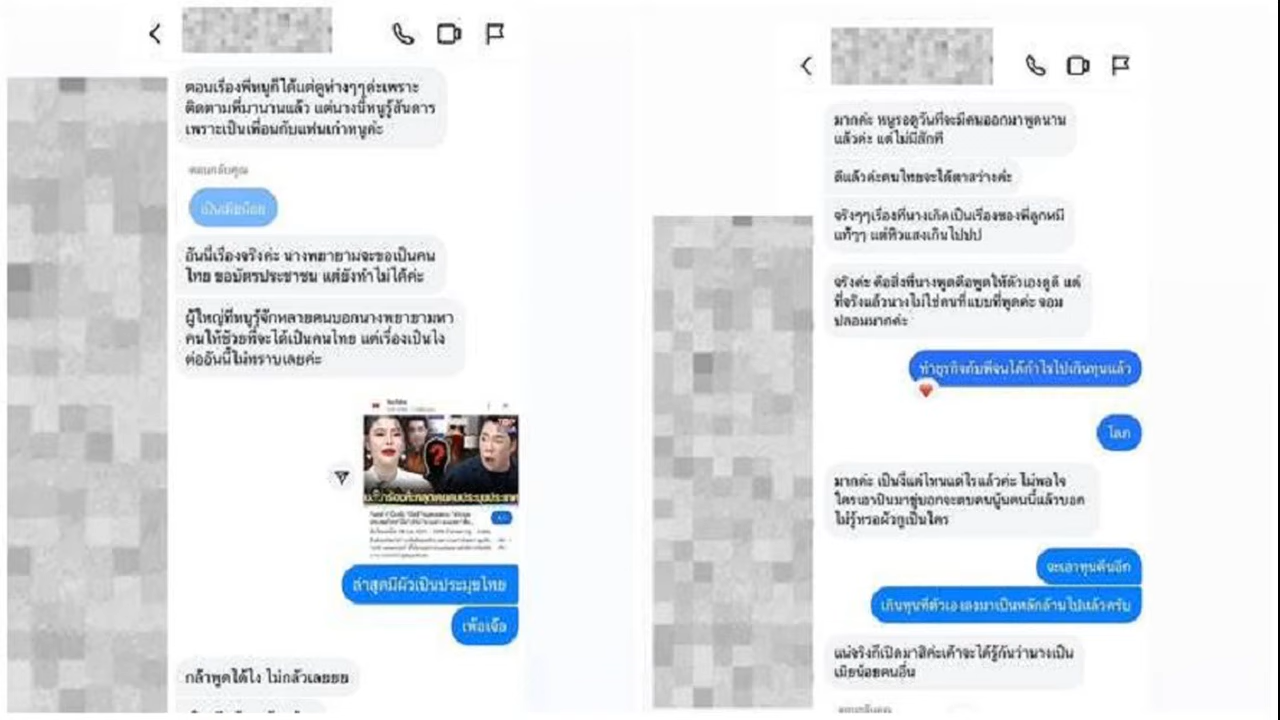 ตอนเรื่องพี่หนูก็ได้แต่ดูห่างๆๆค่ะเพราะ
ติดตามพี่มานานแล้ว แต่นางนี้หนูรู้สันดาร
เพราะเป็นเพื่อนกับแฟนเก่าหนูค่ะ
ตอบกลับคุณ
เป็นเมียน้อย
อันนี้เรื่องจริงค่ะ นางพยายามจะขอเป็นคน
ไทย ขอบัตรประชาชน แต่ยังทำไม่ได้ค่ะ
ผู้ใหญ่ที่หนูรู้จักหลายคนบอกนางพยายามหา
คนให้ช่วยที่จะได้เป็นคนไทย แต่เรื่องเป็นไง
ต่ออันนี้ไม่ทราบเลยค่ะ
ล่าสุดมีผัวเป็นประมุขไทย
เพ้อเจ้อ
กล้าพูดได้ไง ไม่กลัวเลยยย
มากค่ะ หนูรอดูวันที่จะมีคนออกมาพูดนาน
แล้วค่ะ แต่ไม่มีสักที
ดีแล้วค่ะคนไทยจะได้ตาสว่างค่ะ
จริงๆๆเรื่องที่นางเกิดเป็นเรื่องของพี่ลูกหมี
แท้ๆๆ แต่หิวแสงเกินไปปป
จริงค่ะ คือสิ่งที่นางพูดคือพูดให้ตัวเองดูดี แต่
ที่จริงแล้วนางไม่ใช่คนที่แบบที่พูดค่ะ จอม
ปลอมมากค่ะ
ทำธุรกิจกับพี่จนได้กำไรไปเกินทุนแล้ว
โลภ
มากค่ะ เป็นงี้แต่ไหนแต่ไรแล้วค่ะ ไม่พอใจ
ใครเอาปืนมาขู่บอกจะตบคนนู้นคนนี้แล้วบอก
ไม่รู้หรอผัวกูเป็นใคร
จะเอาทุนคืนอีก
เกินทุนที่ตัวเองลงมาเป็นหลักล้านไปแล้วครับ
แน่จริงก็เปิดมาสิค่ะเค้าจะได้รู้กันว่านางเป็น
เมียน้อยคนอื่น